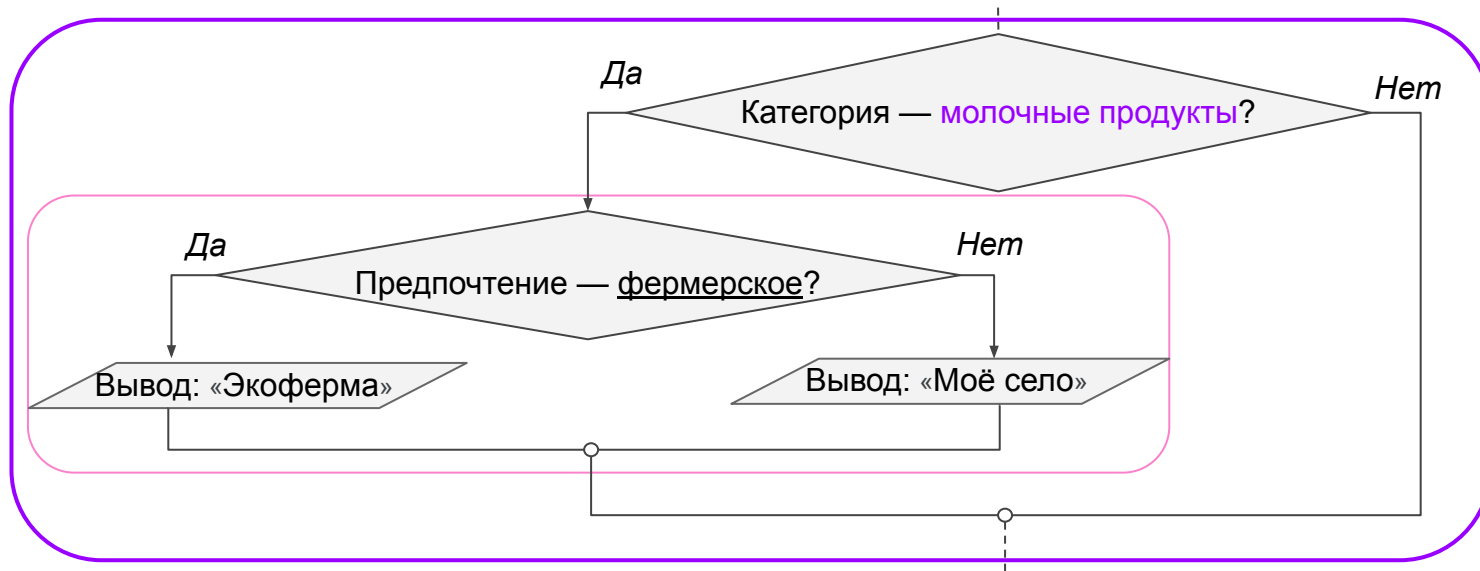 Да
Нет
Категория — молочные продукты?
Да
Нет
Предпочтение — фермерское?
Вывод: «Экоферма»
Вывод: «Моё село»